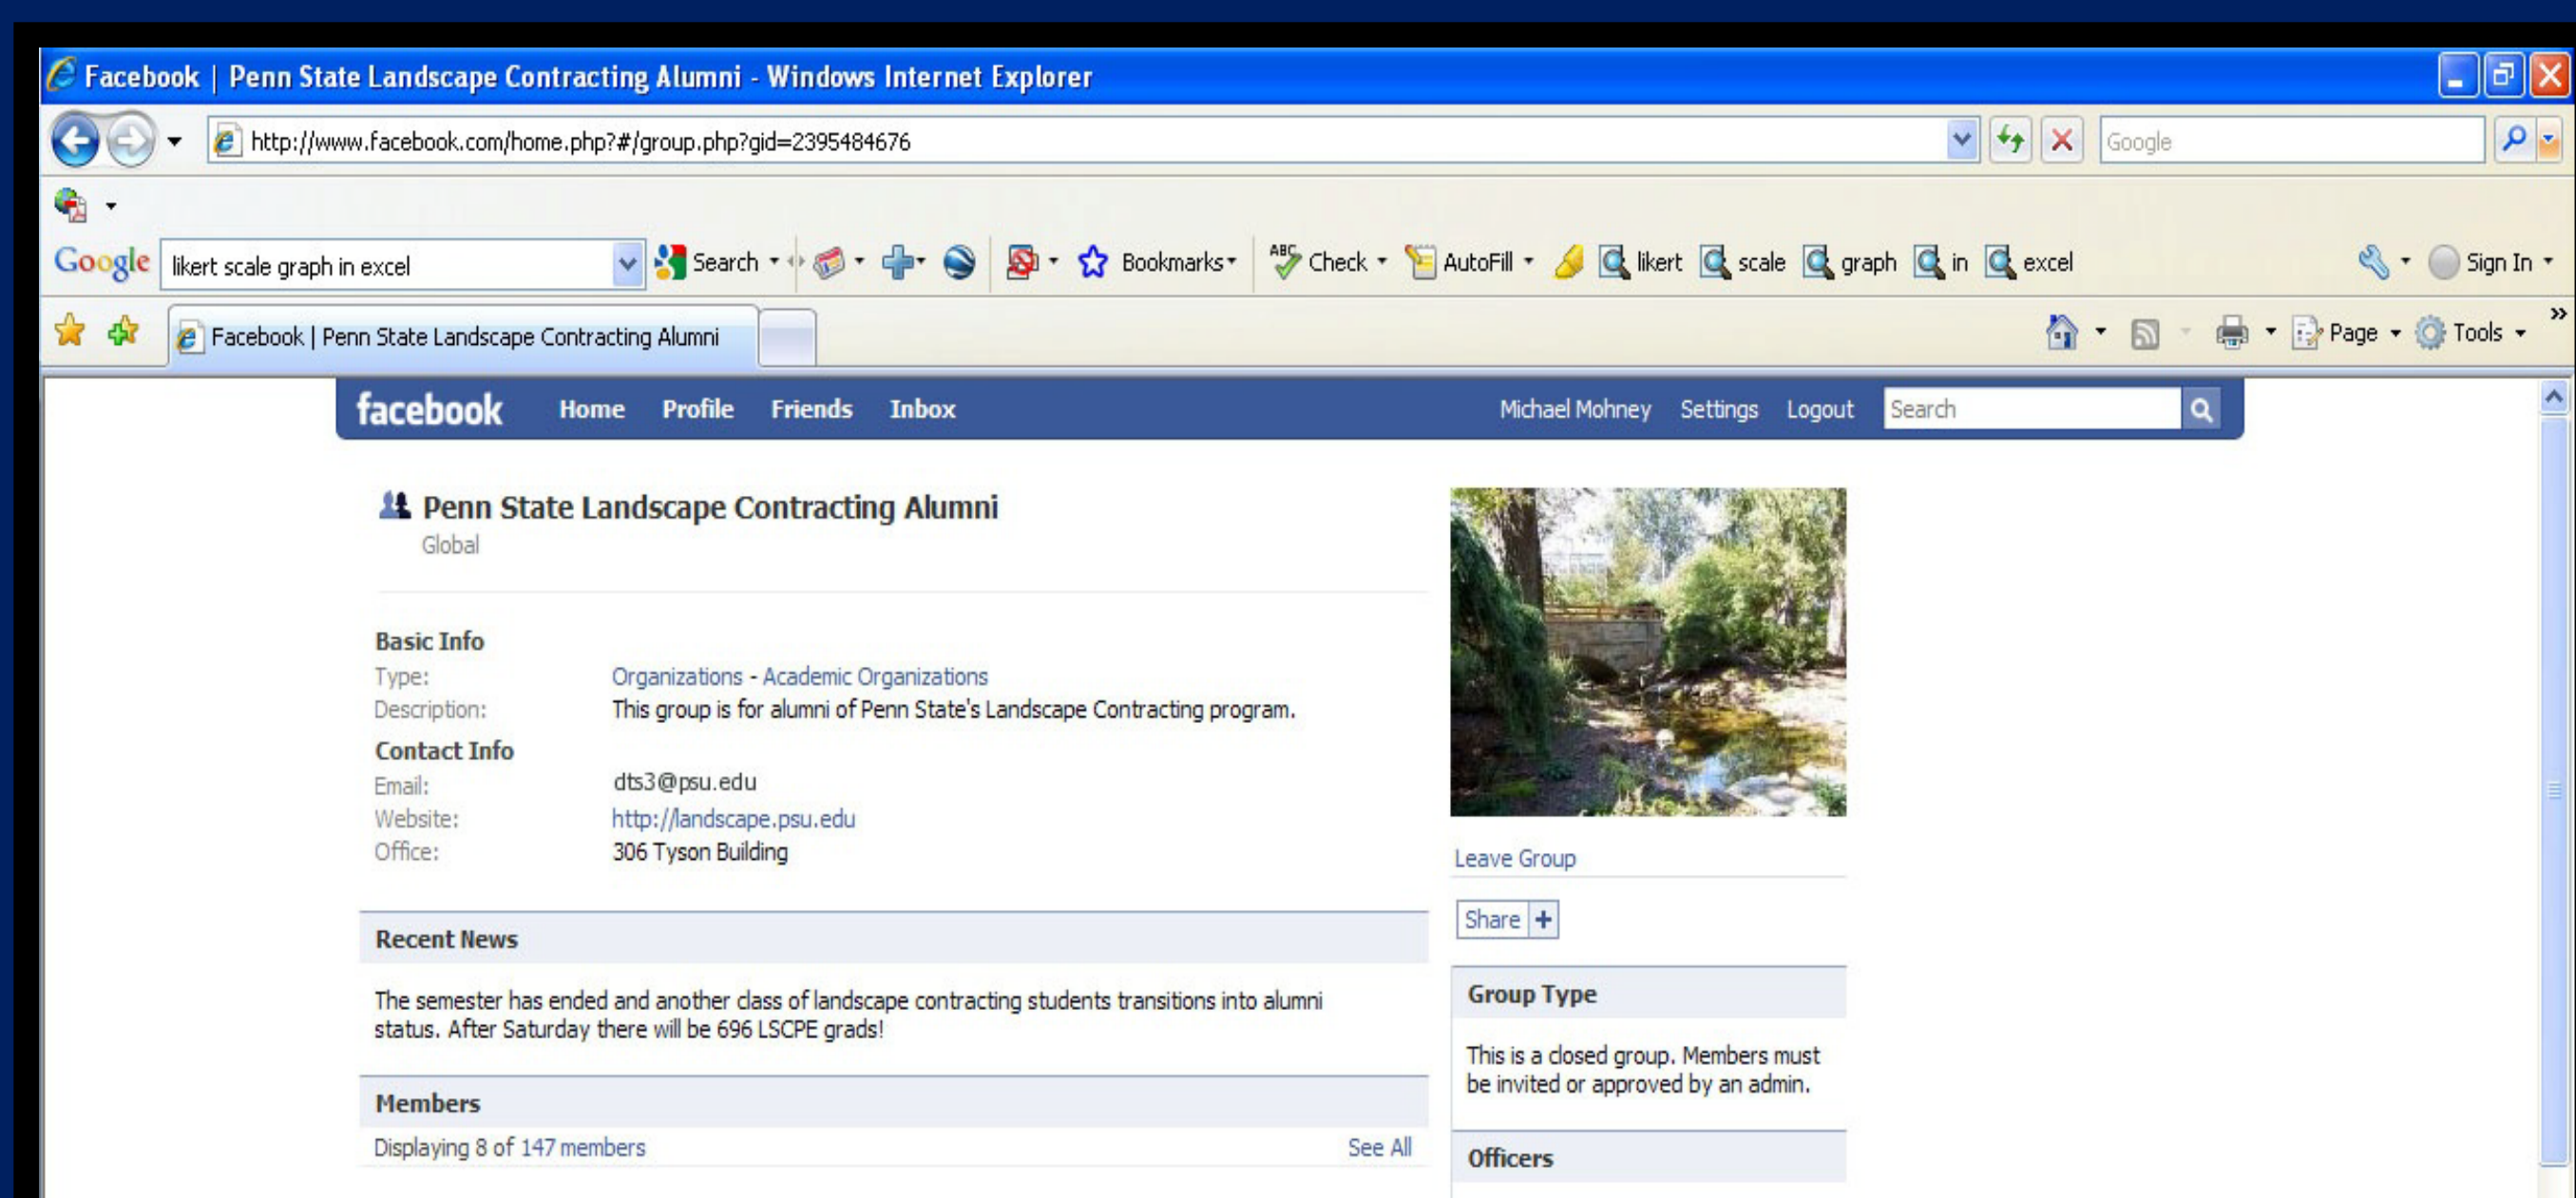 Facebook | Penn State Landscape Contracting Alumni - Windows Internet Explorer
http://www.facebook.com/home.php?#/group.php?gid=2395484676
Google
Google likert scale graph in excel Search Bookmarks ABC Check AutoFill likert scale graph in excel Sign In
Facebook | Penn State Landscape Contracting Alumni Page Tools »
facebook Home Profile Friends Inbox Michael Mohney Settings Logout Search
Penn State Landscape Contracting Alumni
Global
Basic Info
Type: Organizations - Academic Organizations
Description: This group is for alumni of Penn State's Landscape Contracting program.
Contact Info
Email: dts3@psu.edu
Website: http://landscape.psu.edu
Office: 306 Tyson Building
Recent News
The semester has ended and another class of landscape contracting students transitions into alumni
status. After Saturday there will be 696 LSCPE grads!
Members
Displaying 8 of 147 members See All
Leave Group
Share +
Group Type
This is a closed group. Members must
be invited or approved by an admin.
Officers